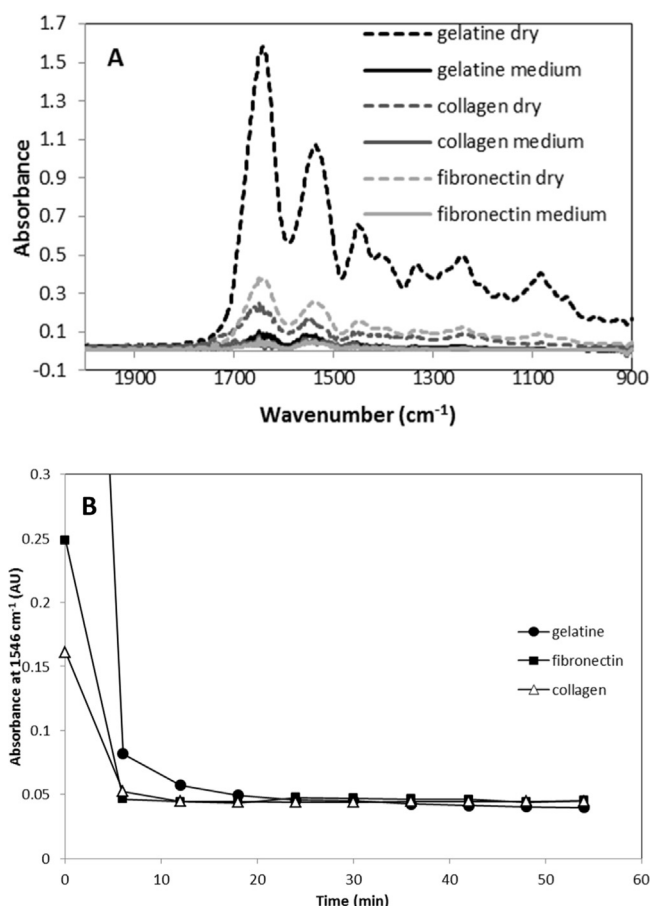 A
1.7
1.5
1.3
1.1
0.9
0.7
0.5
0.3
0.1
-0.1
Absorbance
gelatine dry
gelatine medium
collagen dry
collagen medium
fibronectin dry
fibronectin medium
1900 1700 1500 1300 1100 900
Wavenumber (cm-1)
B
0.3
0.25
0.2
0.15
0.1
0.05
0
Absorbance at 1546 cm-1 (AU)
gelatine
fibronectin
collagen
0 10 20 30 40 50 60
Time (min)